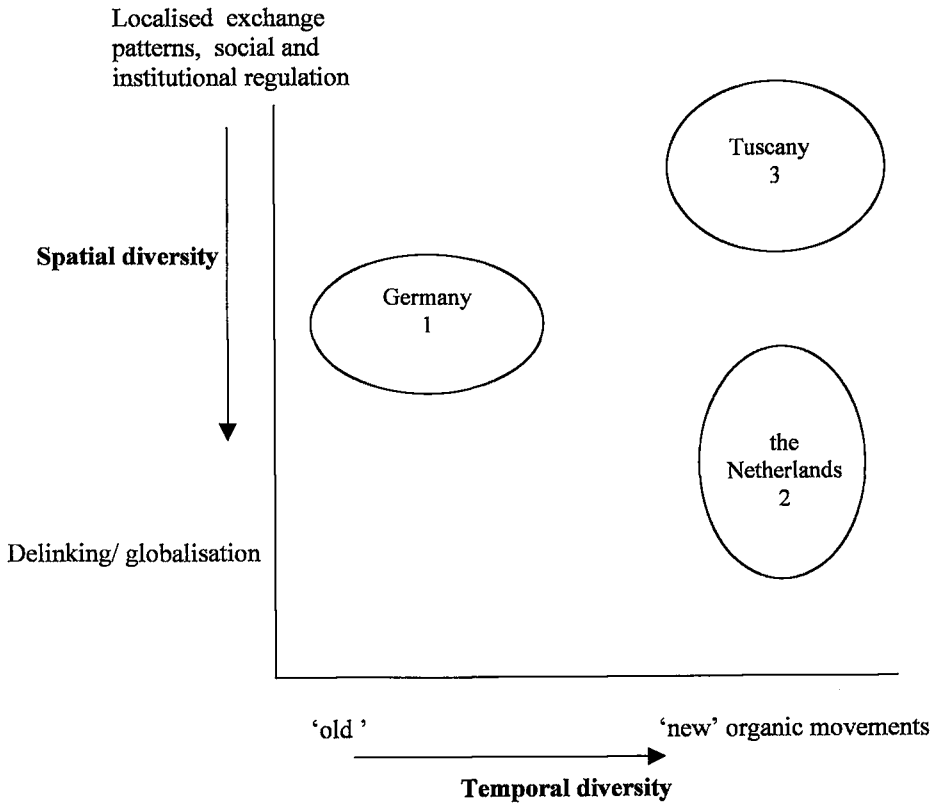 Localised exchange
patterns, social and
institutional regulation
Tuscany
3
Spatial diversity
Germany
1
the
Netherlands
2
Delinking/ globalisation
‘old ’
‘new’ organic movements
Temporal diversity